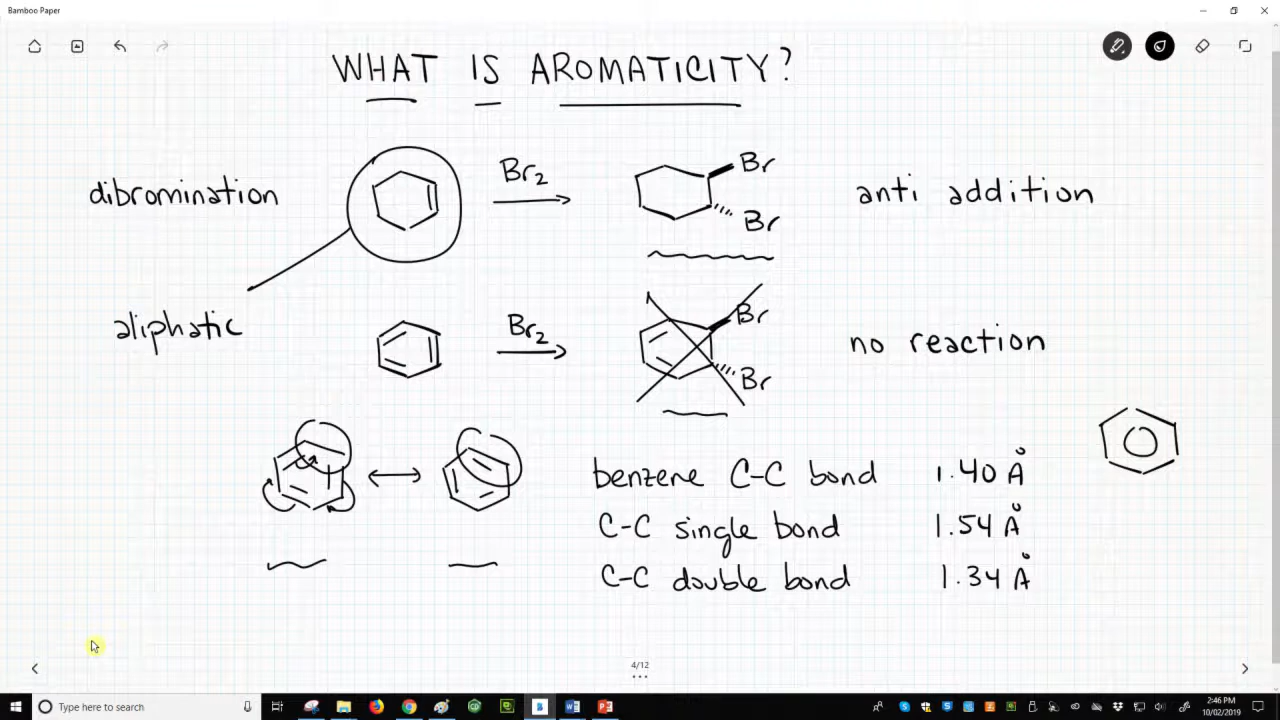 Bamboo Paper
WHAT IS AROMATICITY?
dibromination Br2 Br Br anti addition
aliphatic Br2 Br Br no reaction
benzene C-C bond 1.40 Å
C-C single bond 1.54 Å
C-C double bond 1.34 Å
4/12
Type here to search
2:46 PM
10/02/2019